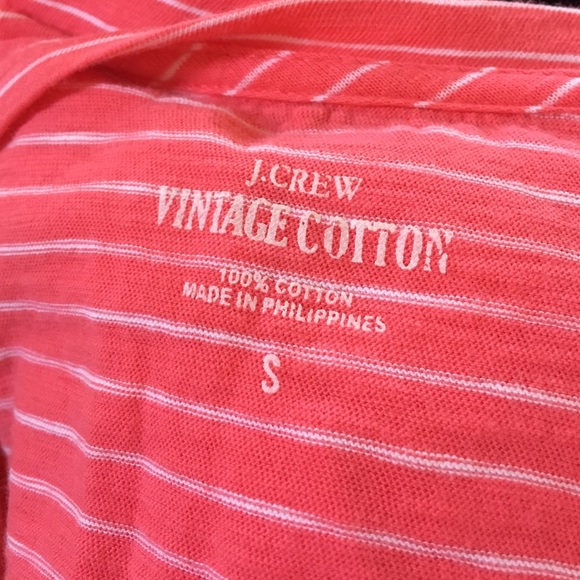 J.CREW
VINTAGE COTTON
100% COTTON
MADE IN PHILIPPINES
S